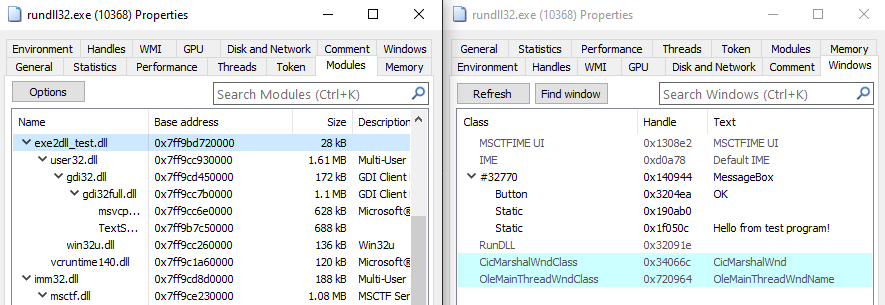 rundll32.exe (10368) Properties
Environment Handles WMI GPU Disk and Network Comment Windows
General Statistics Performance Threads Token Modules Memory
Options Search Modules (Ctrl+K)
Name Base address Size Description
exe2dll_test.dll 0x7ff9bd720000 28 kB
user32.dll 0x7ff9cc930000 1.61 MB Multi-User
gdi32.dll 0x7ff9cd450000 172 kB GDI Client
gdi32full.dll 0x7ff9cc7b0000 1.1 MB GDI Client
msvcp... 0x7ff9cc6e0000 628 kB Microsoft®
TextS... 0x7ff9b7c50000 688 kB
win32u.dll 0x7ff9cc260000 136 kB Win32u
vcruntime140.dll 0x7ff9c1a60000 120 kB Microsoft®
imm32.dll 0x7ff9cd8d0000 188 kB Multi-User
msctf.dll 0x7ff9ce230000 1.08 MB MSCTF Ser
rundll32.exe (10368) Properties
General Statistics Performance Threads Token Modules Memory
Environment Handles WMI GPU Disk and Network Comment Windows
Refresh Find window Search Windows (Ctrl+K)
Class Handle Text
MSCTFIME UI 0x1308e2 MSCTFIME UI
IME 0xd0a78 Default IME
#32770 0x140944 MessageBox
Button 0x3204ea OK
Static 0x190ab0
Static 0x1f050c Hello from test program!
RunDLL 0x32091e
CicMarshalWndClass 0x34066c CicMarshalWnd
OleMainThreadWndClass 0x720964 OleMainThreadWndName